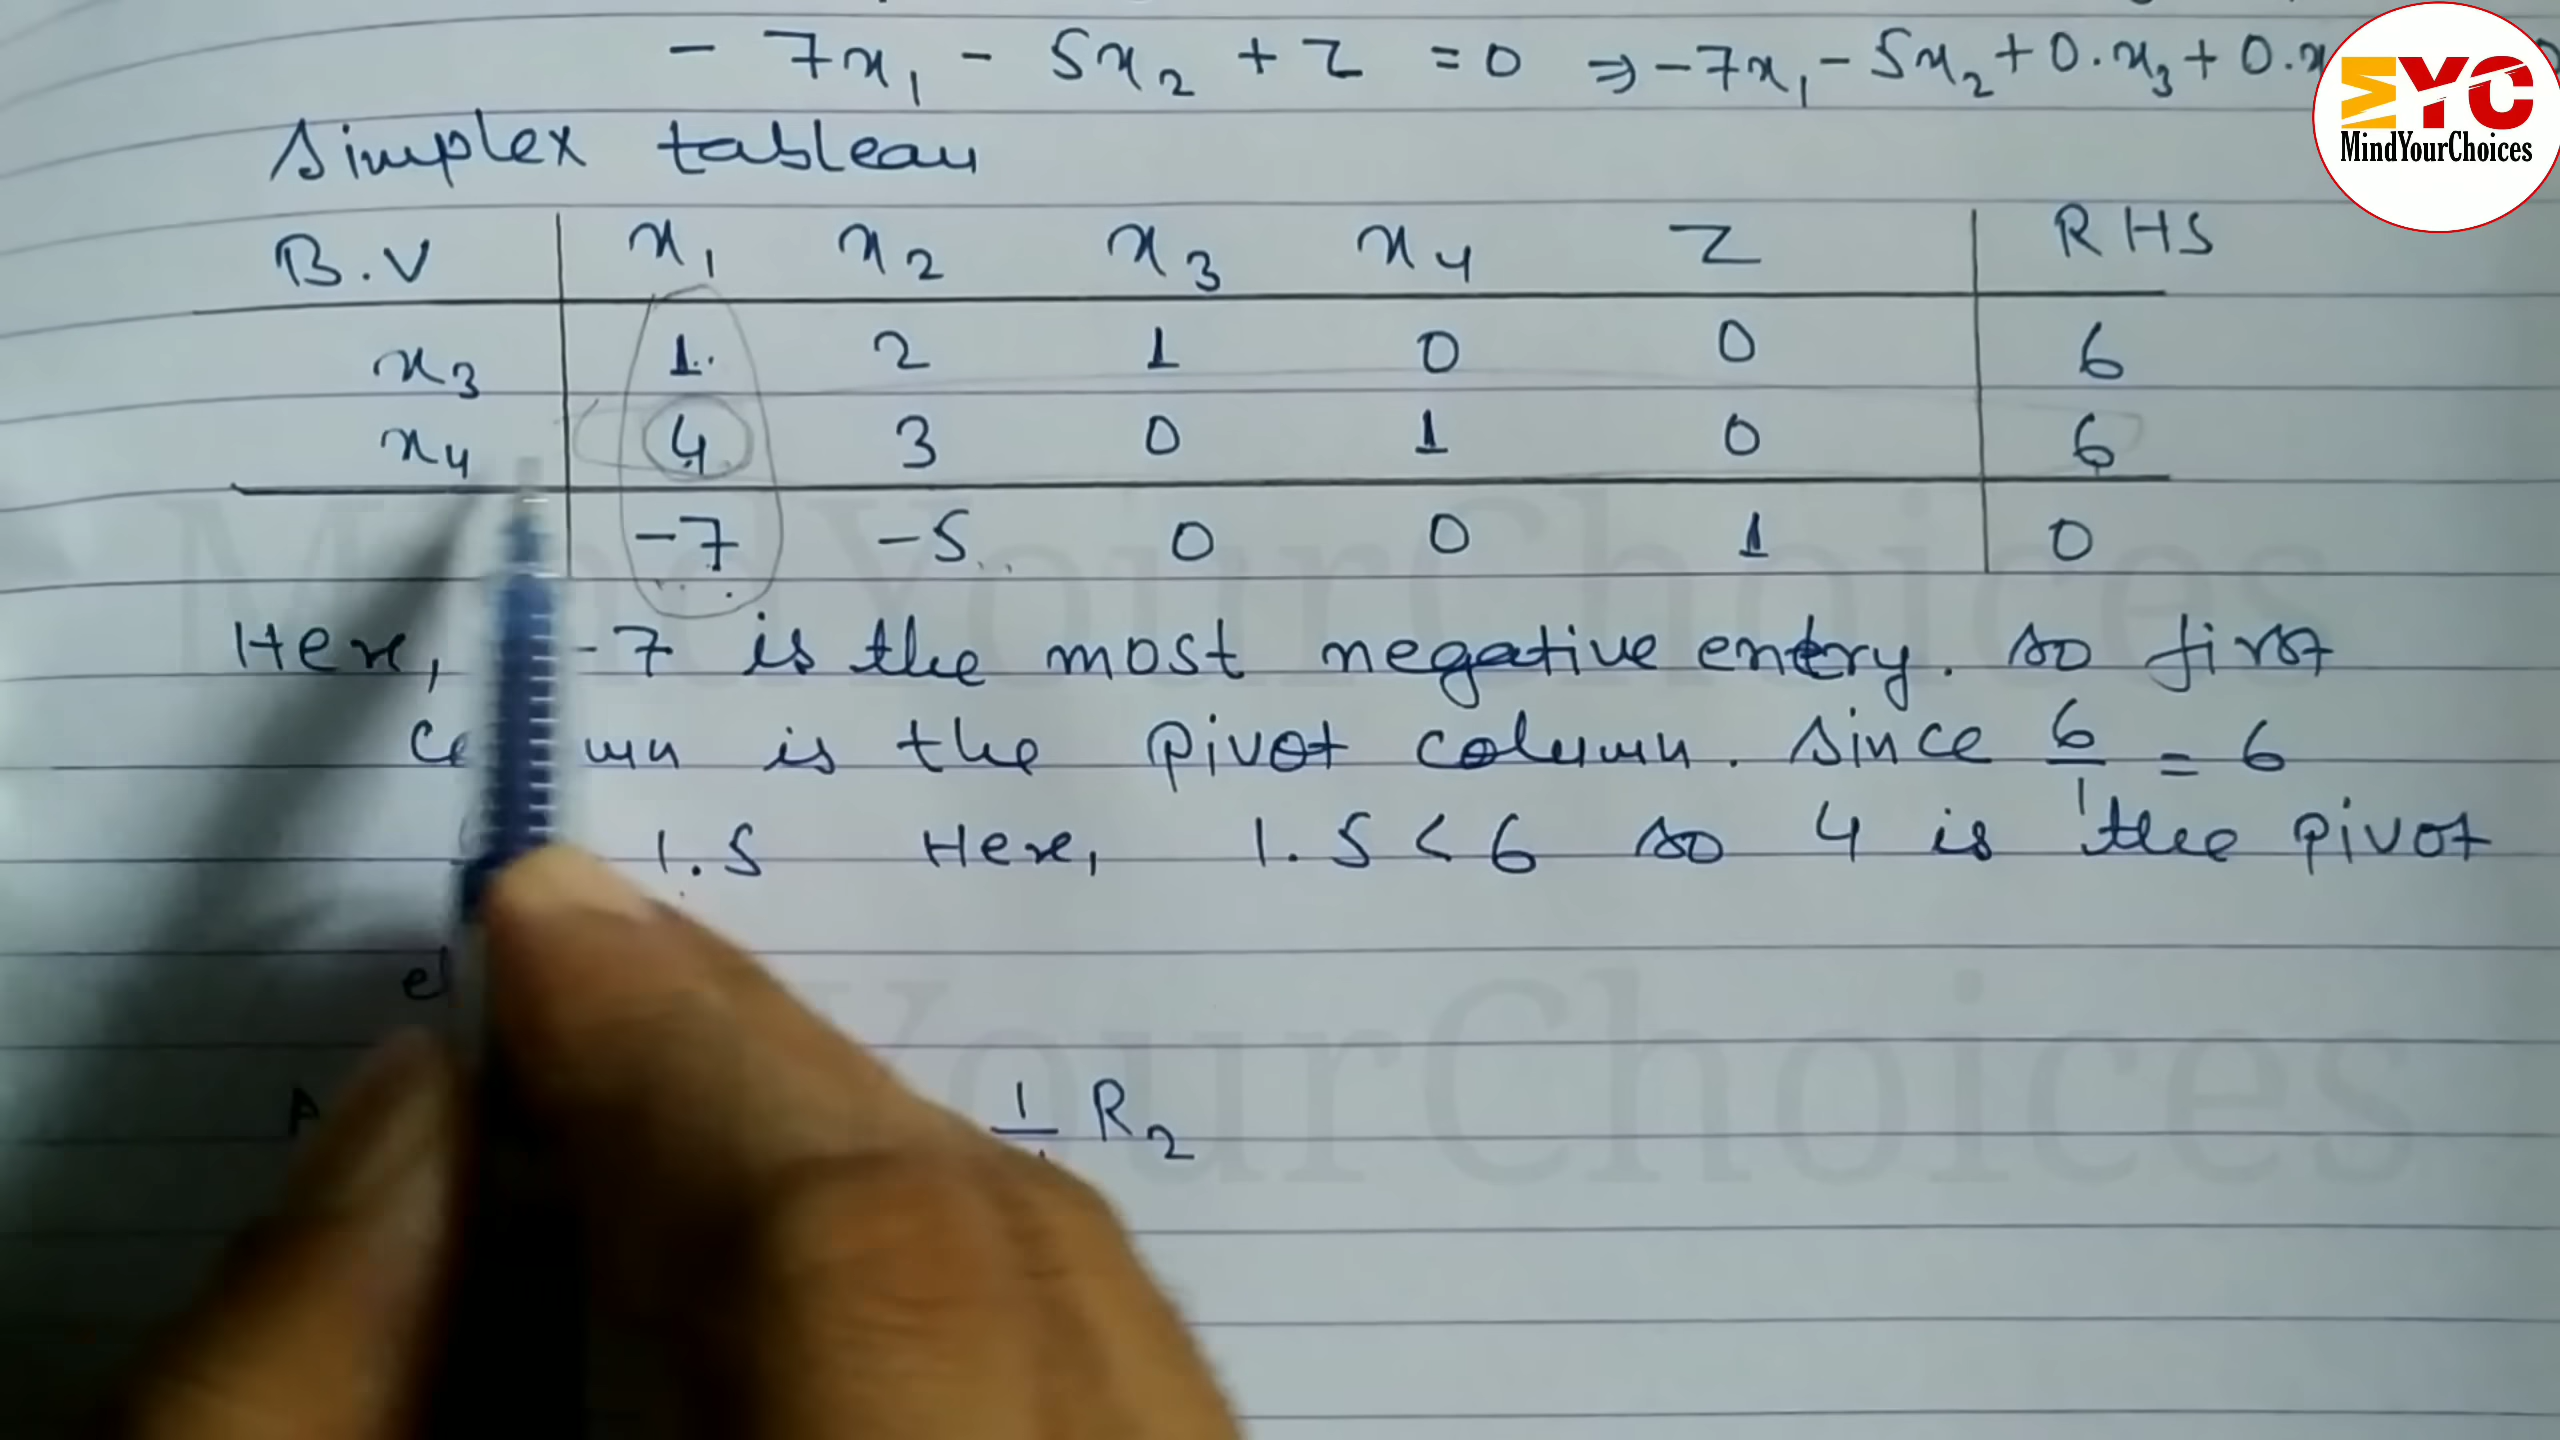 - 7x₁ - 5x₂ + Z = 0 ⇒ -7x₁ - 5x₂ + 0.x₃ + 0.x
MYC
MindYourChoices
Simplex tableau
B.V x₁ x₂ x₃ x₄ Z RHS
x₃ 1 2 1 0 0 6
x₄ 4 3 0 1 0 6
-7 -5 0 0 1 0
Here, -7 is the most negative entry. so first
is the pivot column. Since 6/1 = 6
1.5 Here, 1.5 < 6 so 4 is the pivot
R₂
MindYourChoices
YourChoices